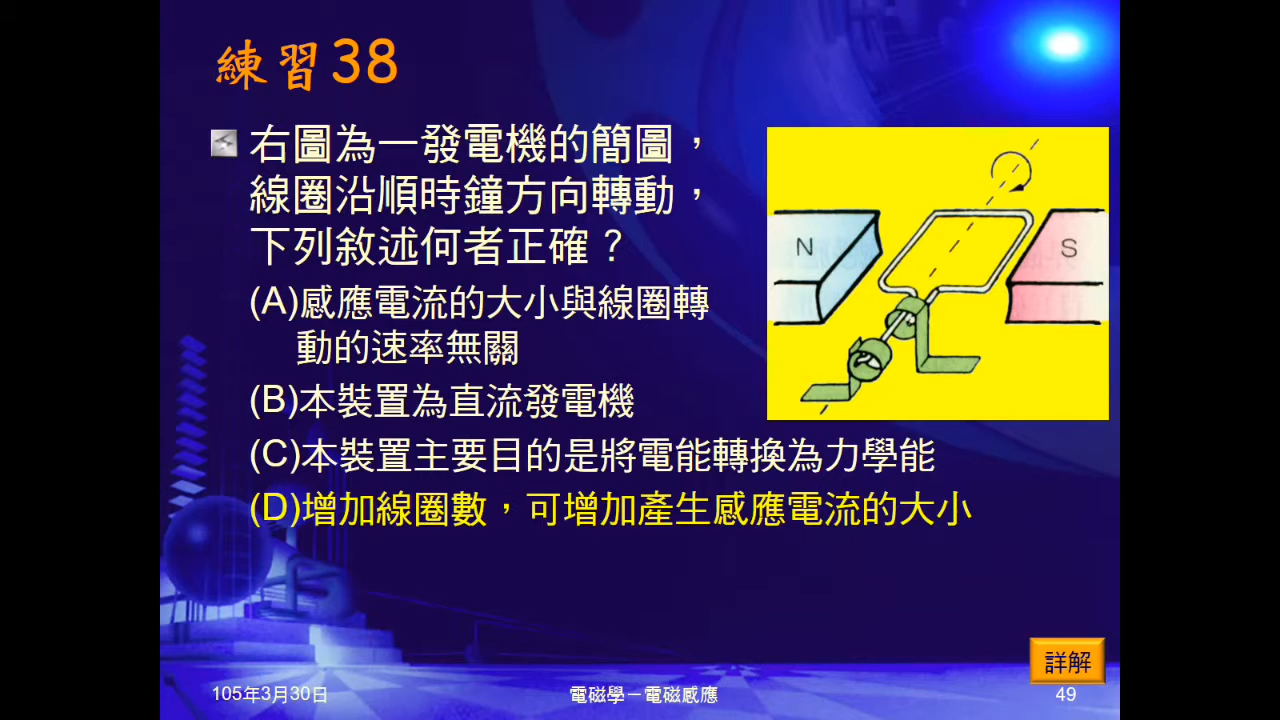 練習38
右圖為一發電機的簡圖，
線圈沿順時鐘方向轉動，
下列敘述何者正確？
N
S
(A)感應電流的大小與線圈轉
動的速率無關
(B)本裝置為直流發電機
(C)本裝置主要目的是將電能轉換為力學能
(D)增加線圈數，可增加產生感應電流的大小
詳解
105年3月30日
電磁學－電磁感應
49